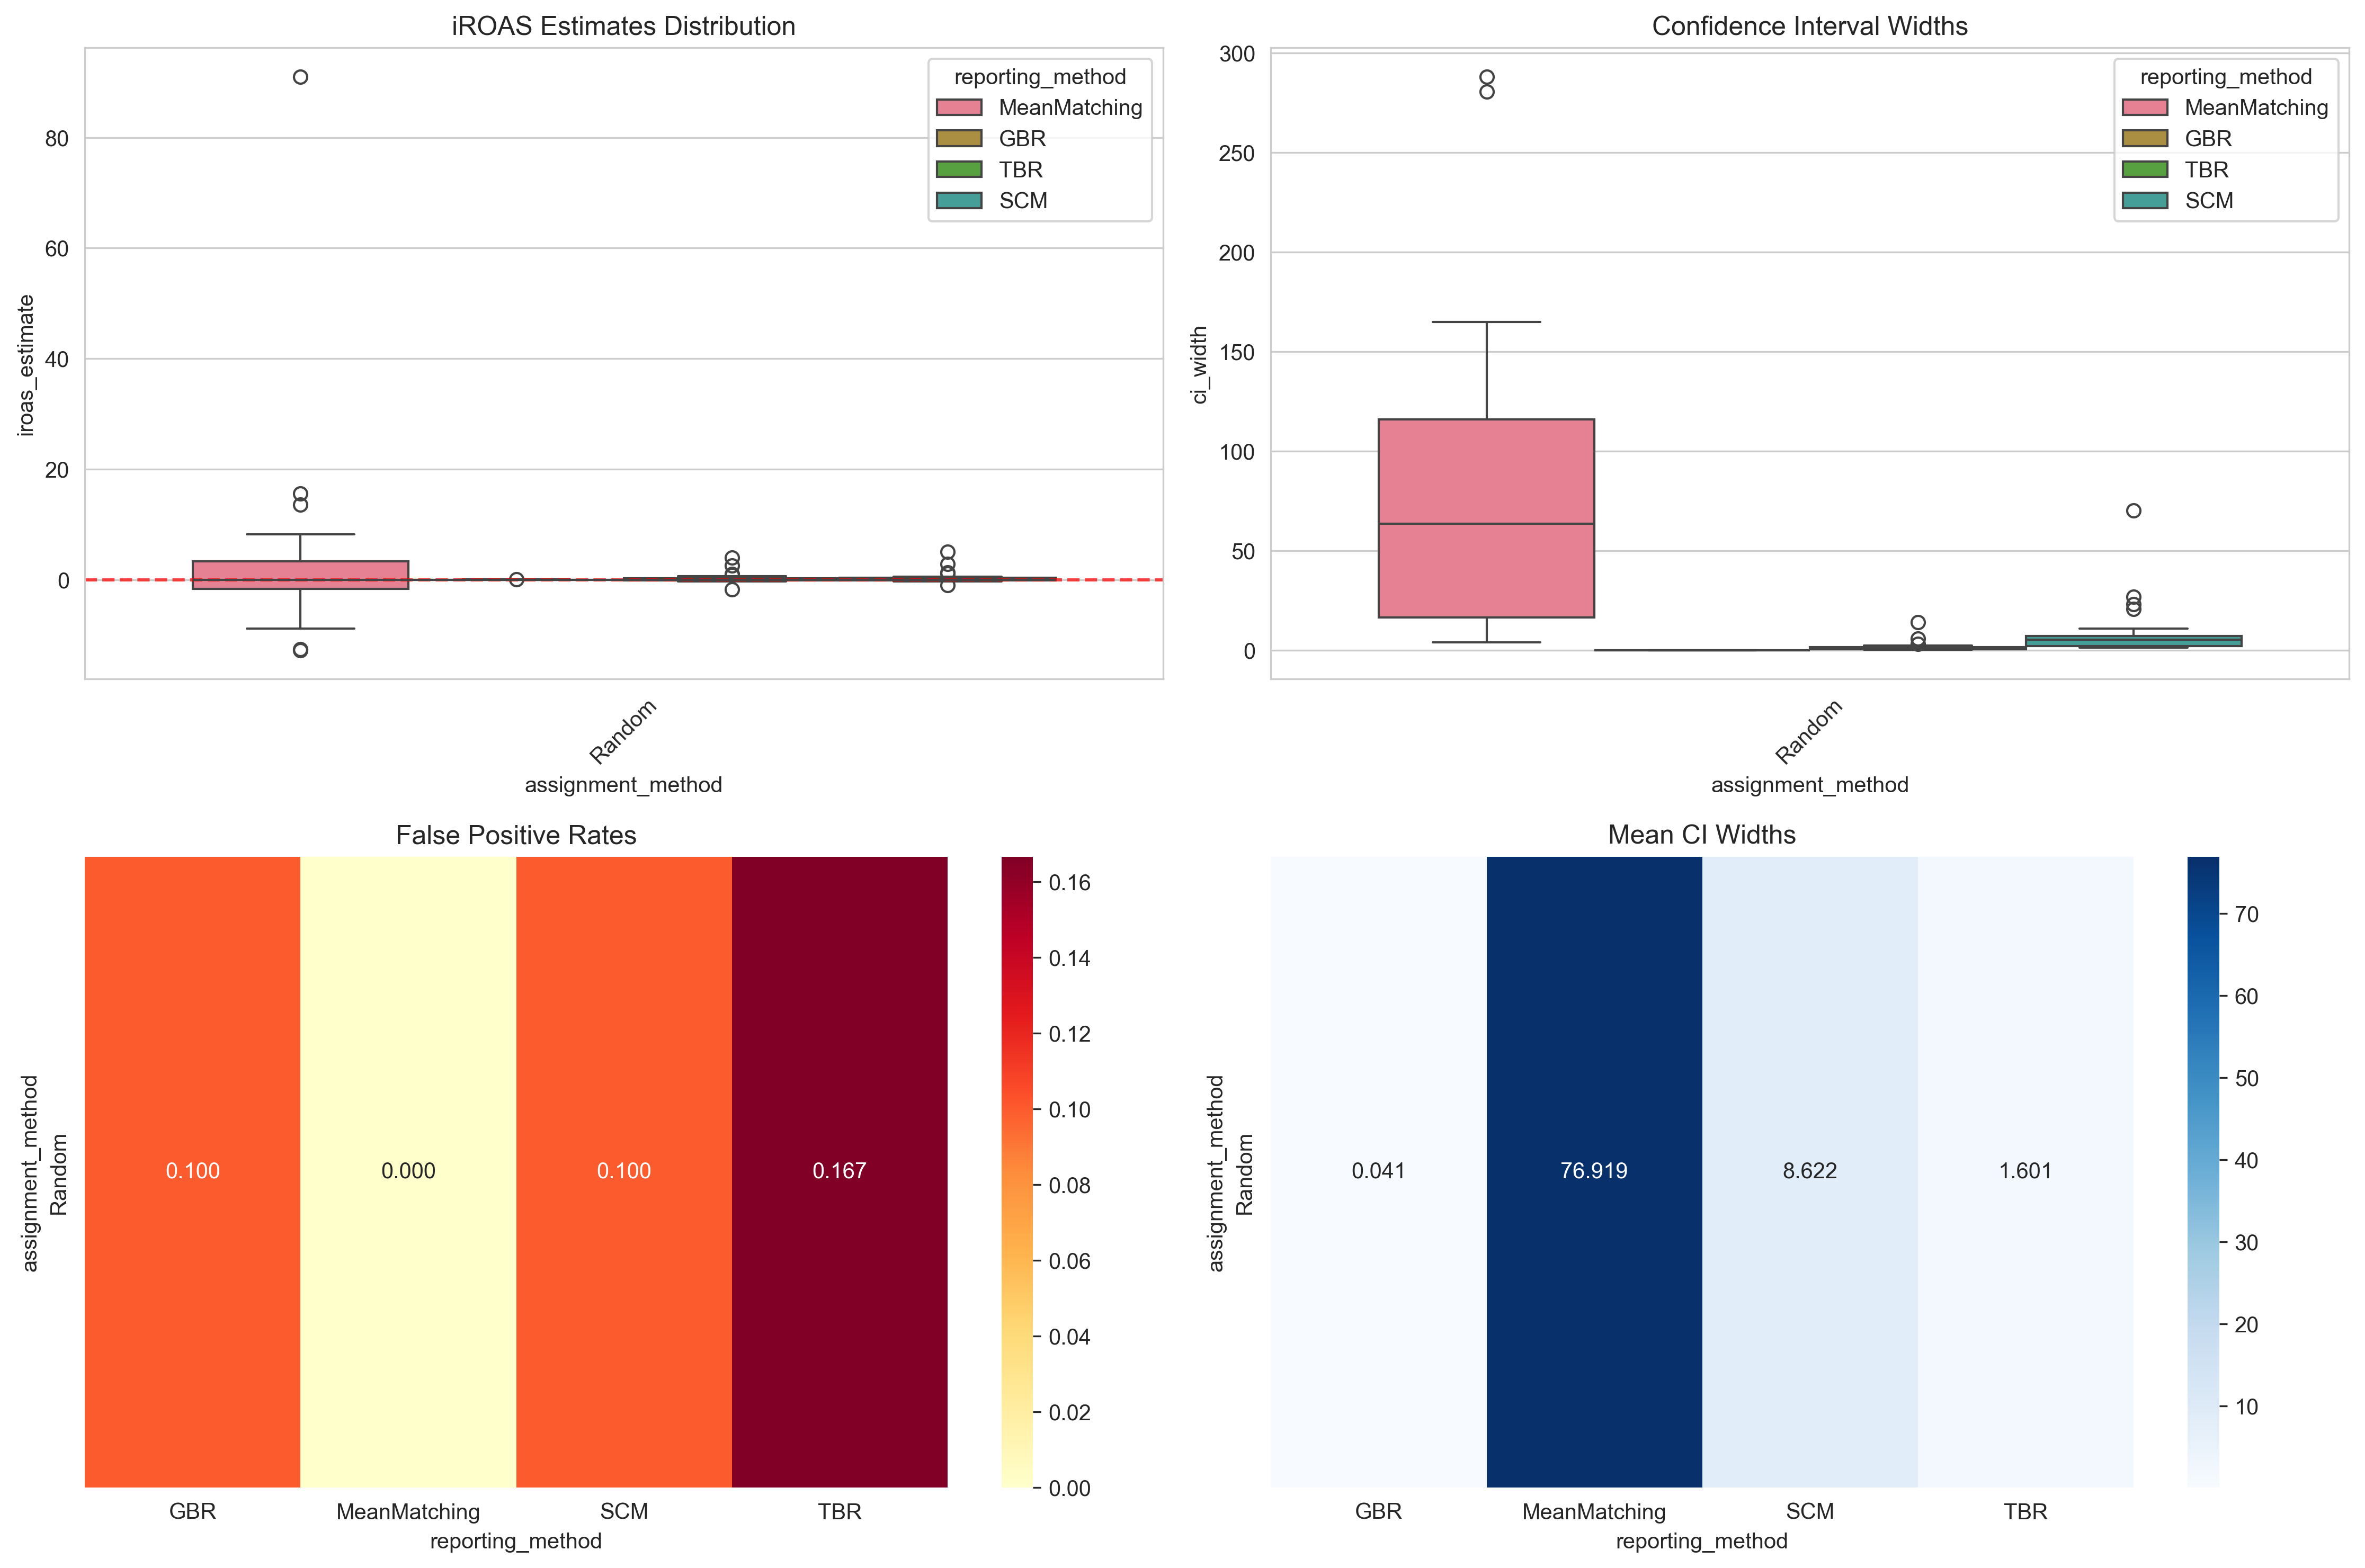 iROAS Estimates Distribution
iroas_estimate
80
60
40
20
0
reporting_method
MeanMatching
GBR
TBR
SCM
Random
assignment_method
Confidence Interval Widths
ci_width
300
250
200
150
100
50
0
reporting_method
MeanMatching
GBR
TBR
SCM
Random
assignment_method
False Positive Rates
assignment_method
Random
0.100
0.000
0.100
0.167
GBR
MeanMatching
SCM
TBR
reporting_method
0.16
0.14
0.12
0.10
0.08
0.06
0.04
0.02
0.00
Mean CI Widths
assignment_method
Random
0.041
76.919
8.622
1.601
GBR
MeanMatching
SCM
TBR
reporting_method
70
60
50
40
30
20
10